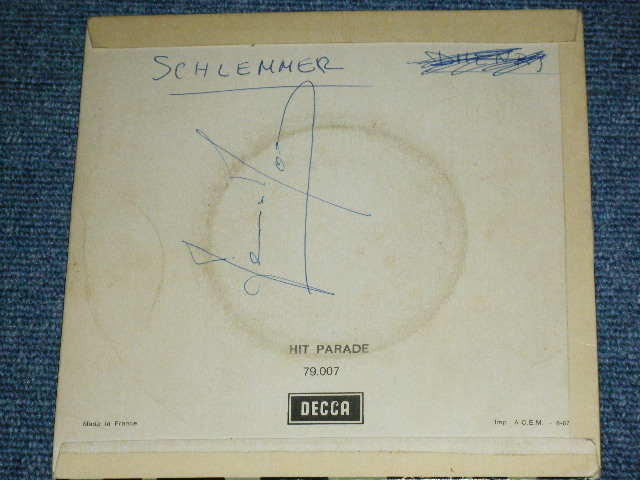 SCHLEMMER
HIT PARADE
79.007
DECCA
Made in France
Imp. A.C.E.M. - 6-67